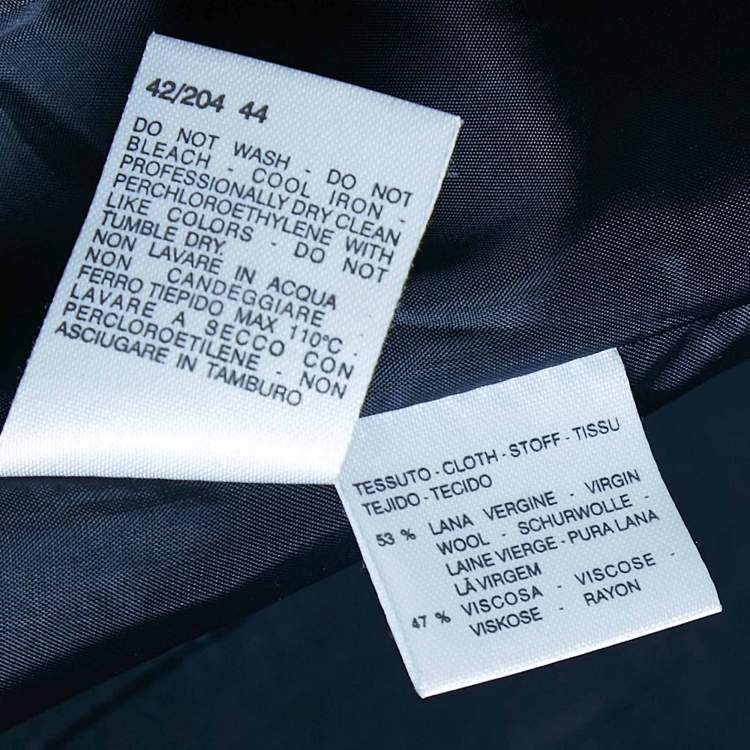 42/204 44
DO NOT WASH - DO NOT
BLEACH - COOL IRON -
PROFESSIONALLY DRY CLEAN
PERCHLOROETHYLENE WITH
LIKE COLORS - DO NOT
TUMBLE DRY.
NON LAVARE IN ACQUA
NON CANDEGGIARE
FERRO TIEPIDO MAX 110°C -
LAVARE A SECCO CON
PERCLOROETILENE - NON
ASCIUGARE IN TAMBURO
TESSUTO - CLOTH - STOFF - TISSU
TEJIDO - TECIDO
53 % LANA VERGINE - VIRGIN
WOOL - SCHURWOLLE -
LAINE VIERGE - PURA LANA
LÃ VIRGEM
47 % VISCOSA - VISCOSE -
VISKOSE - RAYON